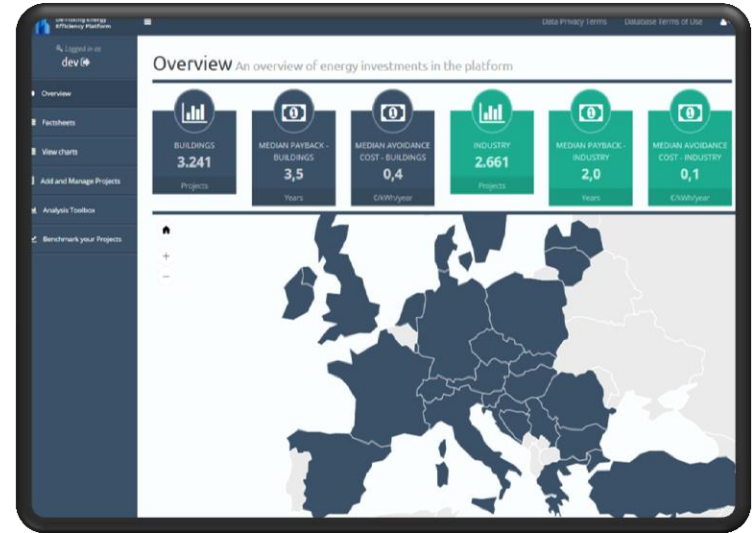 De-risking Energy
Efficiency Platform
Data Privacy Terms
Database Terms of Use
Logged in as
dev
Overview
Factsheets
View charts
Add and Manage Projects
Analysis Toolbox
Benchmark your Projects
Overview An overview of energy investments in the platform
BUILDINGS
3.241
Projects
MEDIAN PAYBACK -
BUILDINGS
3,5
Years
MEDIAN AVOIDANCE
COST - BUILDINGS
0,4
€/kWh/year
INDUSTRY
2.661
Projects
MEDIAN PAYBACK -
INDUSTRY
2,0
Years
MEDIAN AVOIDANCE
COST - INDUSTRY
0,1
€/kWh/year
+
−